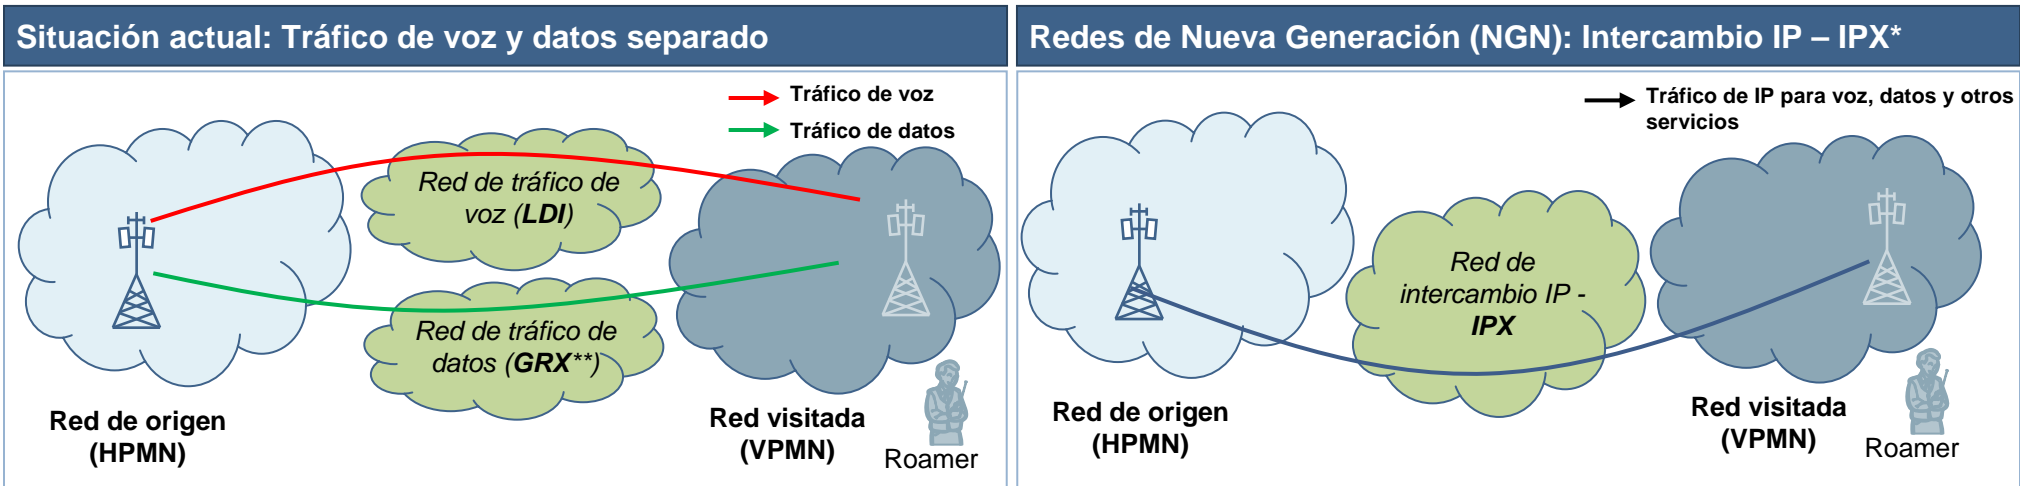 Situación actual: Tráfico de voz y datos separado
Tráfico de voz
Tráfico de datos
Red de tráfico de
voz (LDI)
Red de tráfico de
datos (GRX**)
Red de origen
(HPMN)
Red visitada
(VPMN)
Roamer
Redes de Nueva Generación (NGN): Intercambio IP – IPX*
Tráfico de IP para voz, datos y otros
servicios
Red de
intercambio IP -
IPX
Red de origen
(HPMN)
Red visitada
(VPMN)
Roamer